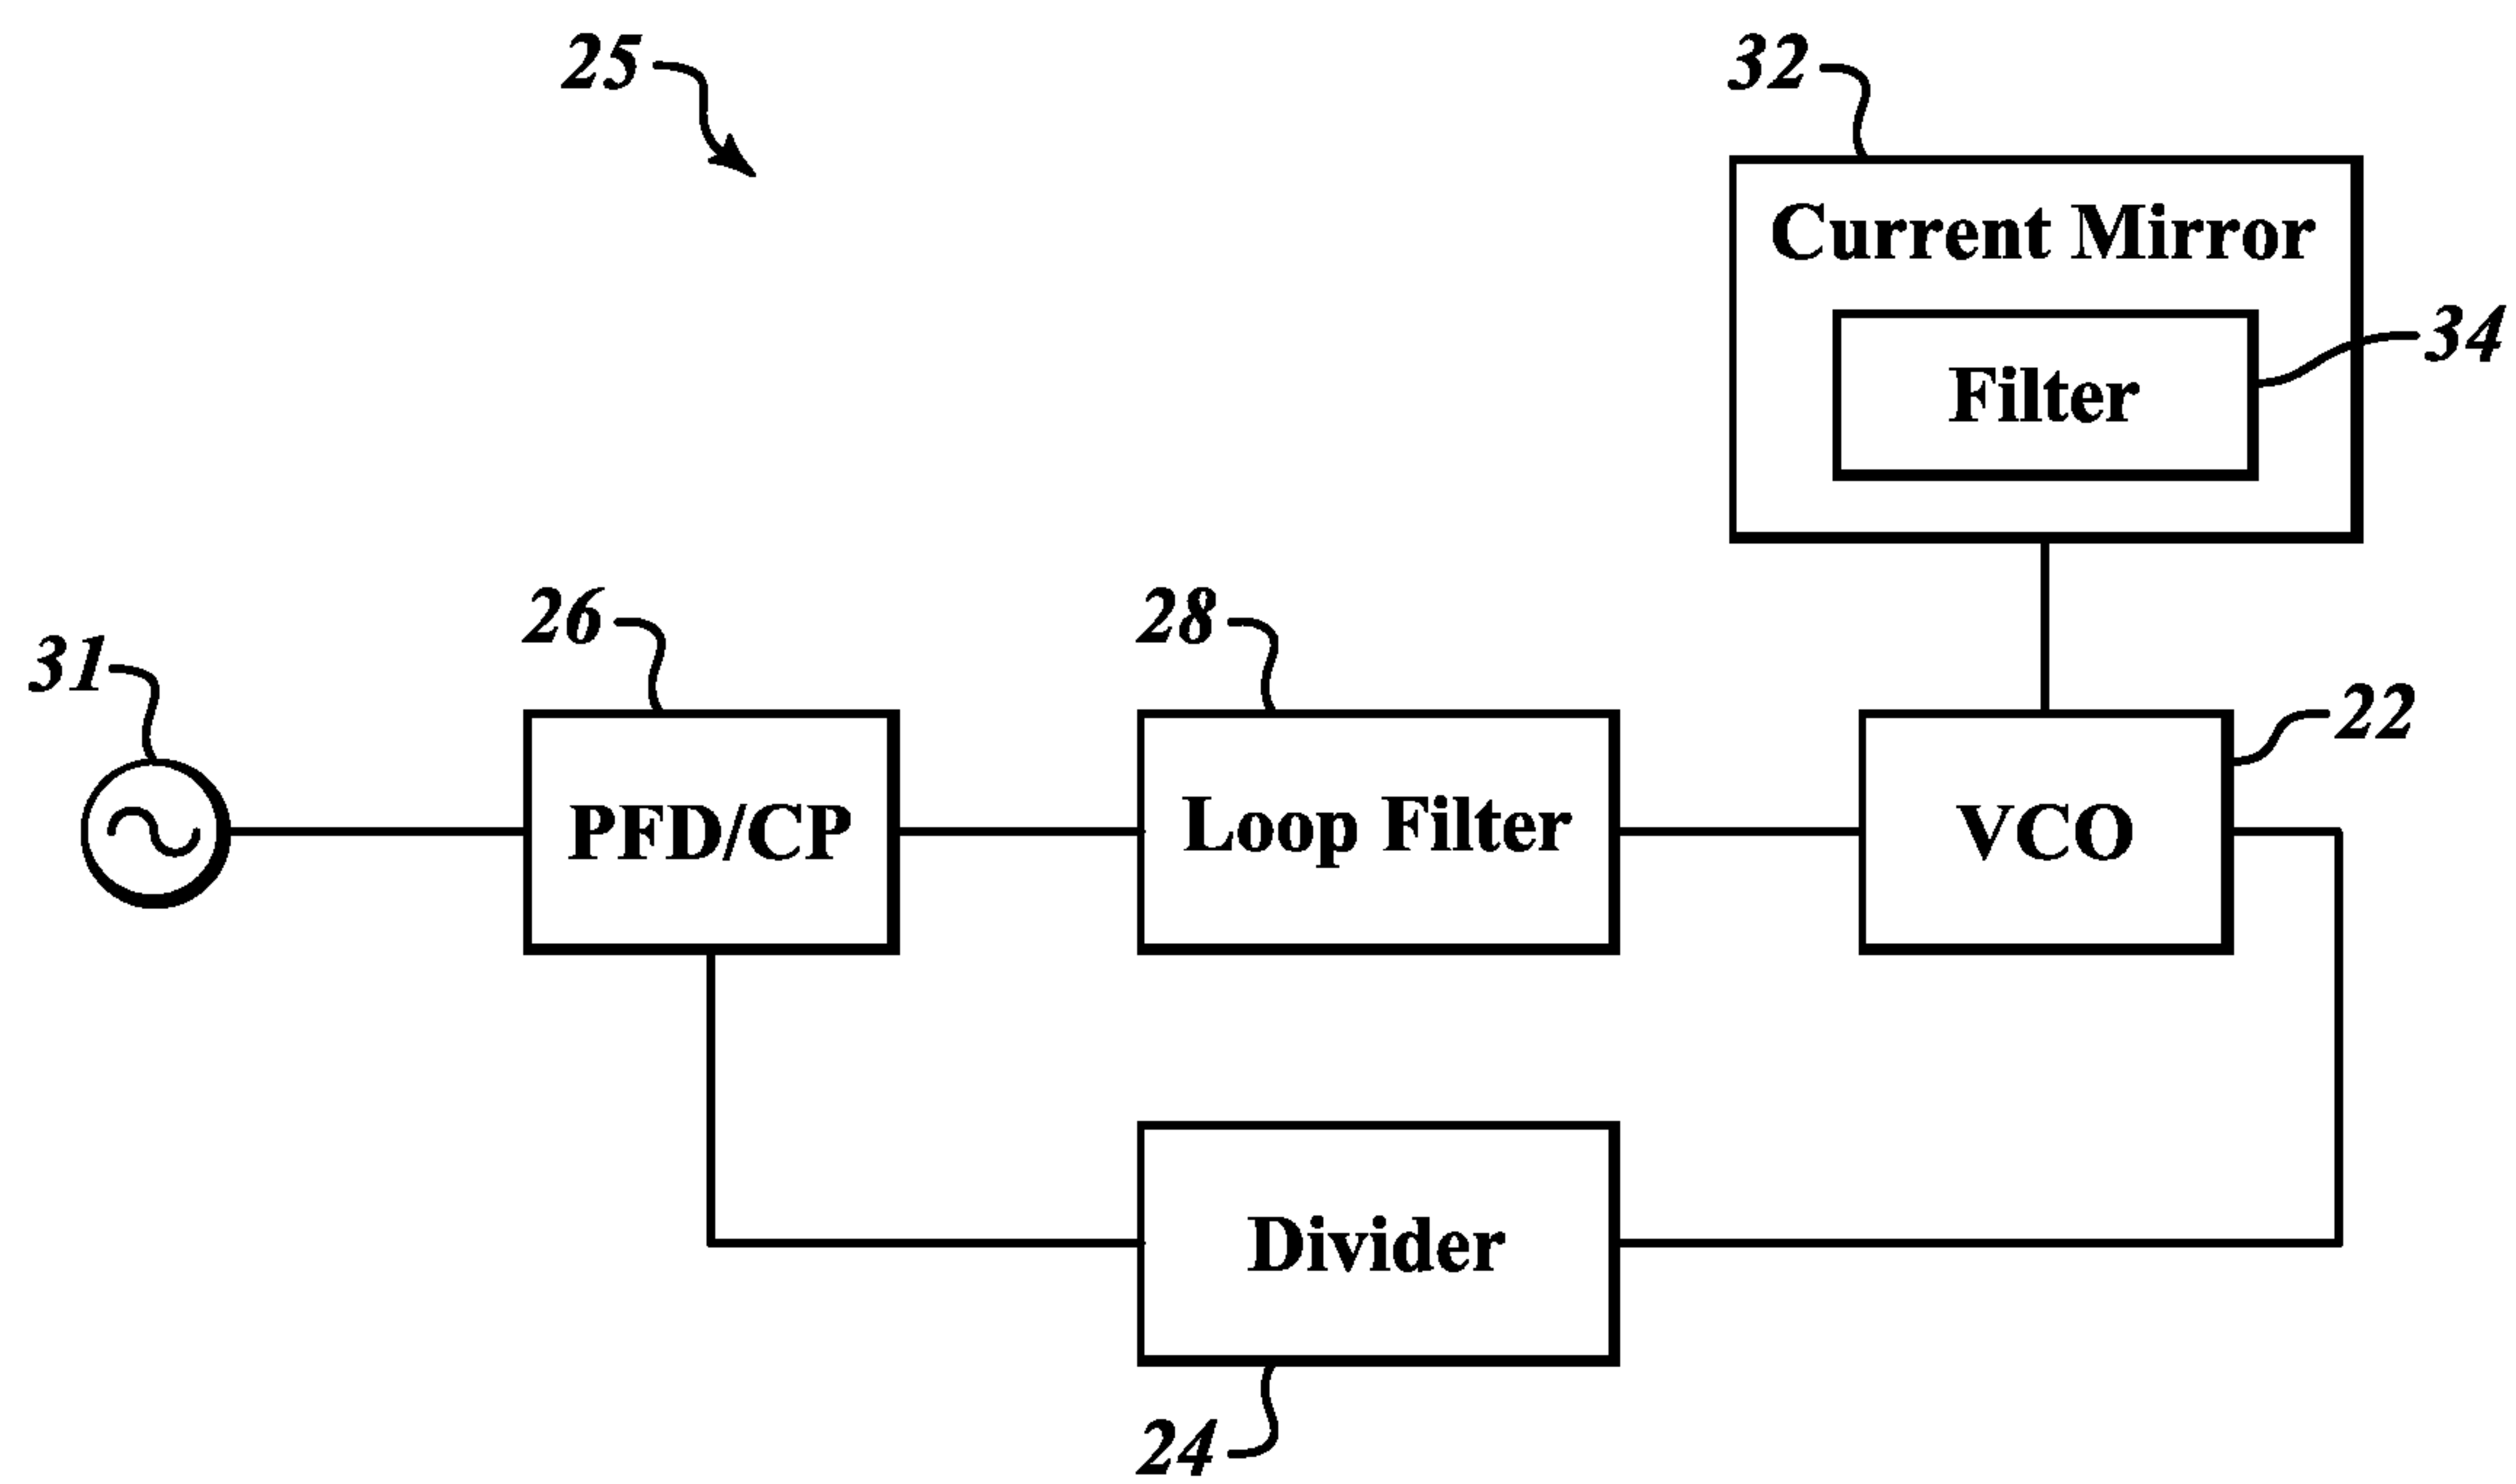 25
32
Current Mirror
34
Filter
26
28
31
22
PFD/CP
Loop Filter
VCO
Divider
24